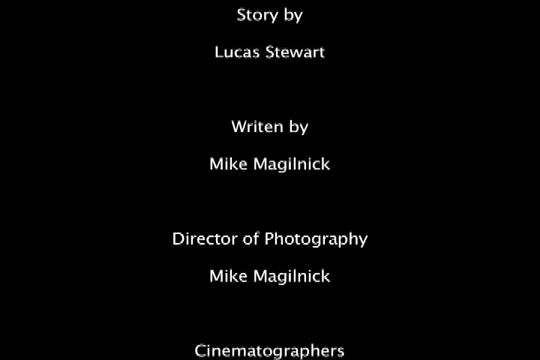 Story by
Lucas Stewart
Writen by
Mike Magilnick
Director of Photography
Mike Magilnick
Cinematographers